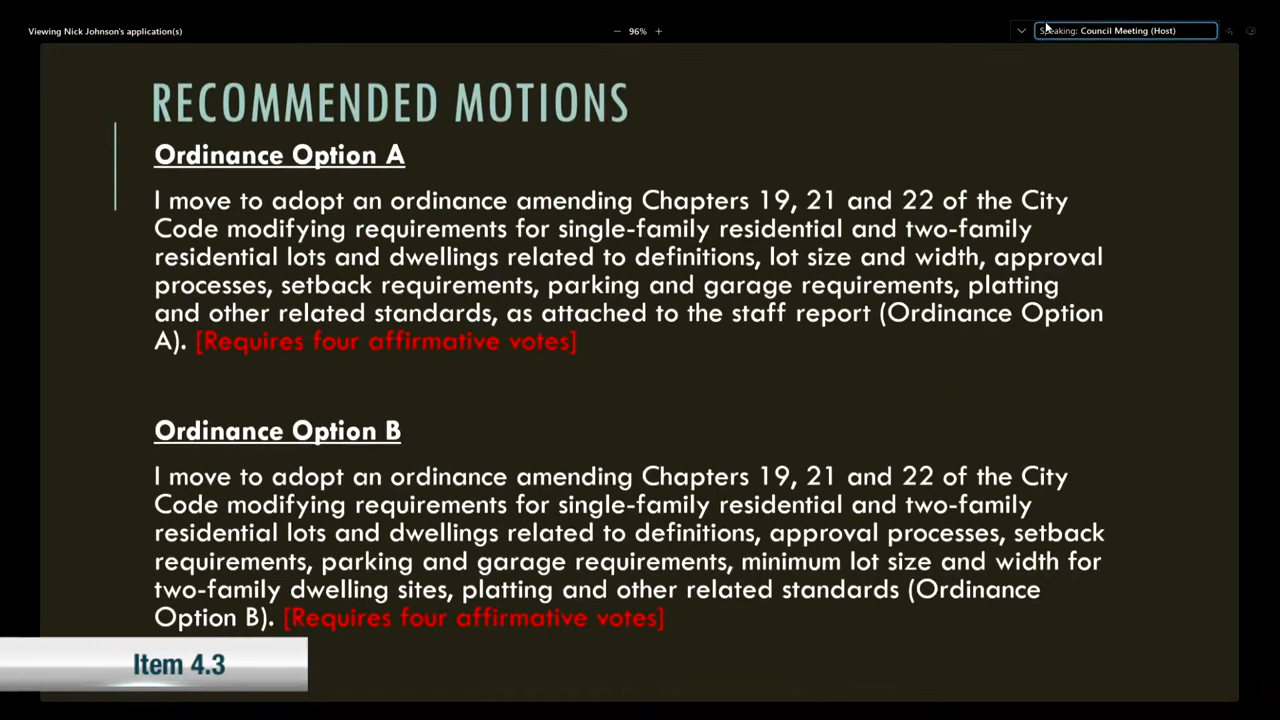 Viewing Nick Johnson's application(s)
− 96% +
Speaking: Council Meeting (Host)
RECOMMENDED MOTIONS
Ordinance Option A
I move to adopt an ordinance amending Chapters 19, 21 and 22 of the City
Code modifying requirements for single-family residential and two-family
residential lots and dwellings related to definitions, lot size and width, approval
processes, setback requirements, parking and garage requirements, platting
and other related standards, as attached to the staff report (Ordinance Option
A). [Requires four affirmative votes]
Ordinance Option B
I move to adopt an ordinance amending Chapters 19, 21 and 22 of the City
Code modifying requirements for single-family residential and two-family
residential lots and dwellings related to definitions, approval processes, setback
requirements, parking and garage requirements, minimum lot size and width for
two-family dwelling sites, platting and other related standards (Ordinance
Option B). [Requires four affirmative votes]
Item 4.3